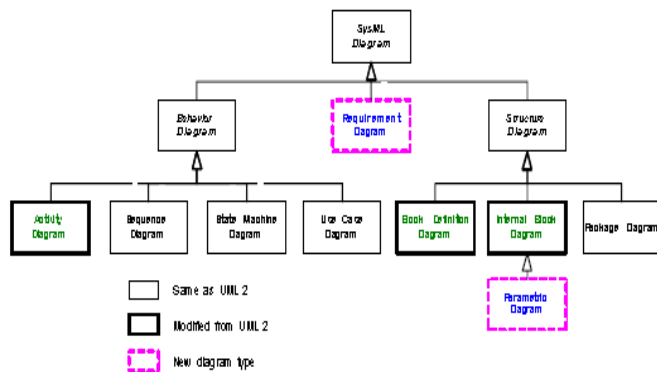 SysML
Diagram
Behavior
Diagram
Requirement
Diagram
Structure
Diagram
Activity
Diagram
Sequence
Diagram
State Machine
Diagram
Use Case
Diagram
Block Definition
Diagram
Internal Block
Diagram
Package Diagram
Parametric
Diagram
Same as UML 2
Modified from UML 2
New diagram type